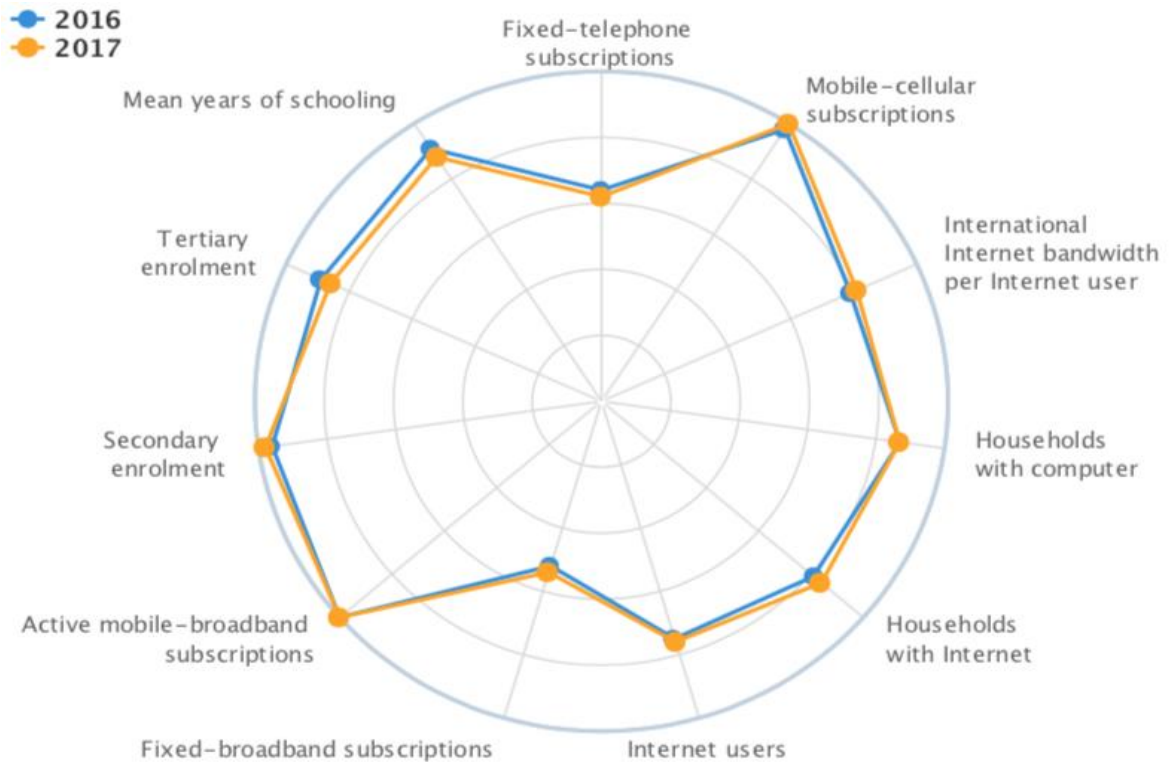 2016
2017
Fixed-telephone
subscriptions
Mobile-cellular
subscriptions
International
Internet bandwidth
per Internet user
Households
with computer
Households
with Internet
Internet users
Fixed-broadband subscriptions
Active mobile-broadband
subscriptions
Secondary
enrolment
Tertiary
enrolment
Mean years of schooling